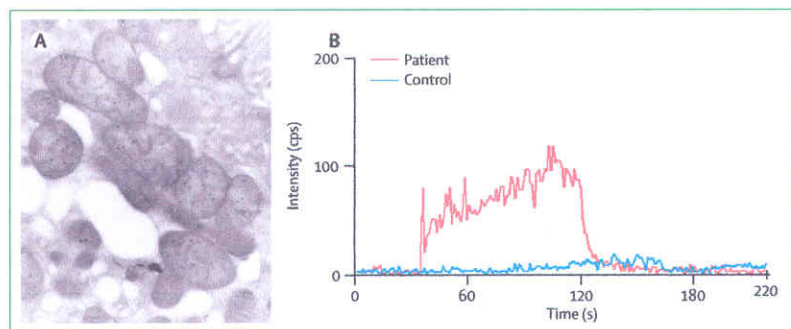 A
B
Patient
Control
200
100
0
Intensity (cps)
0
60
120
180
220
Time (s)